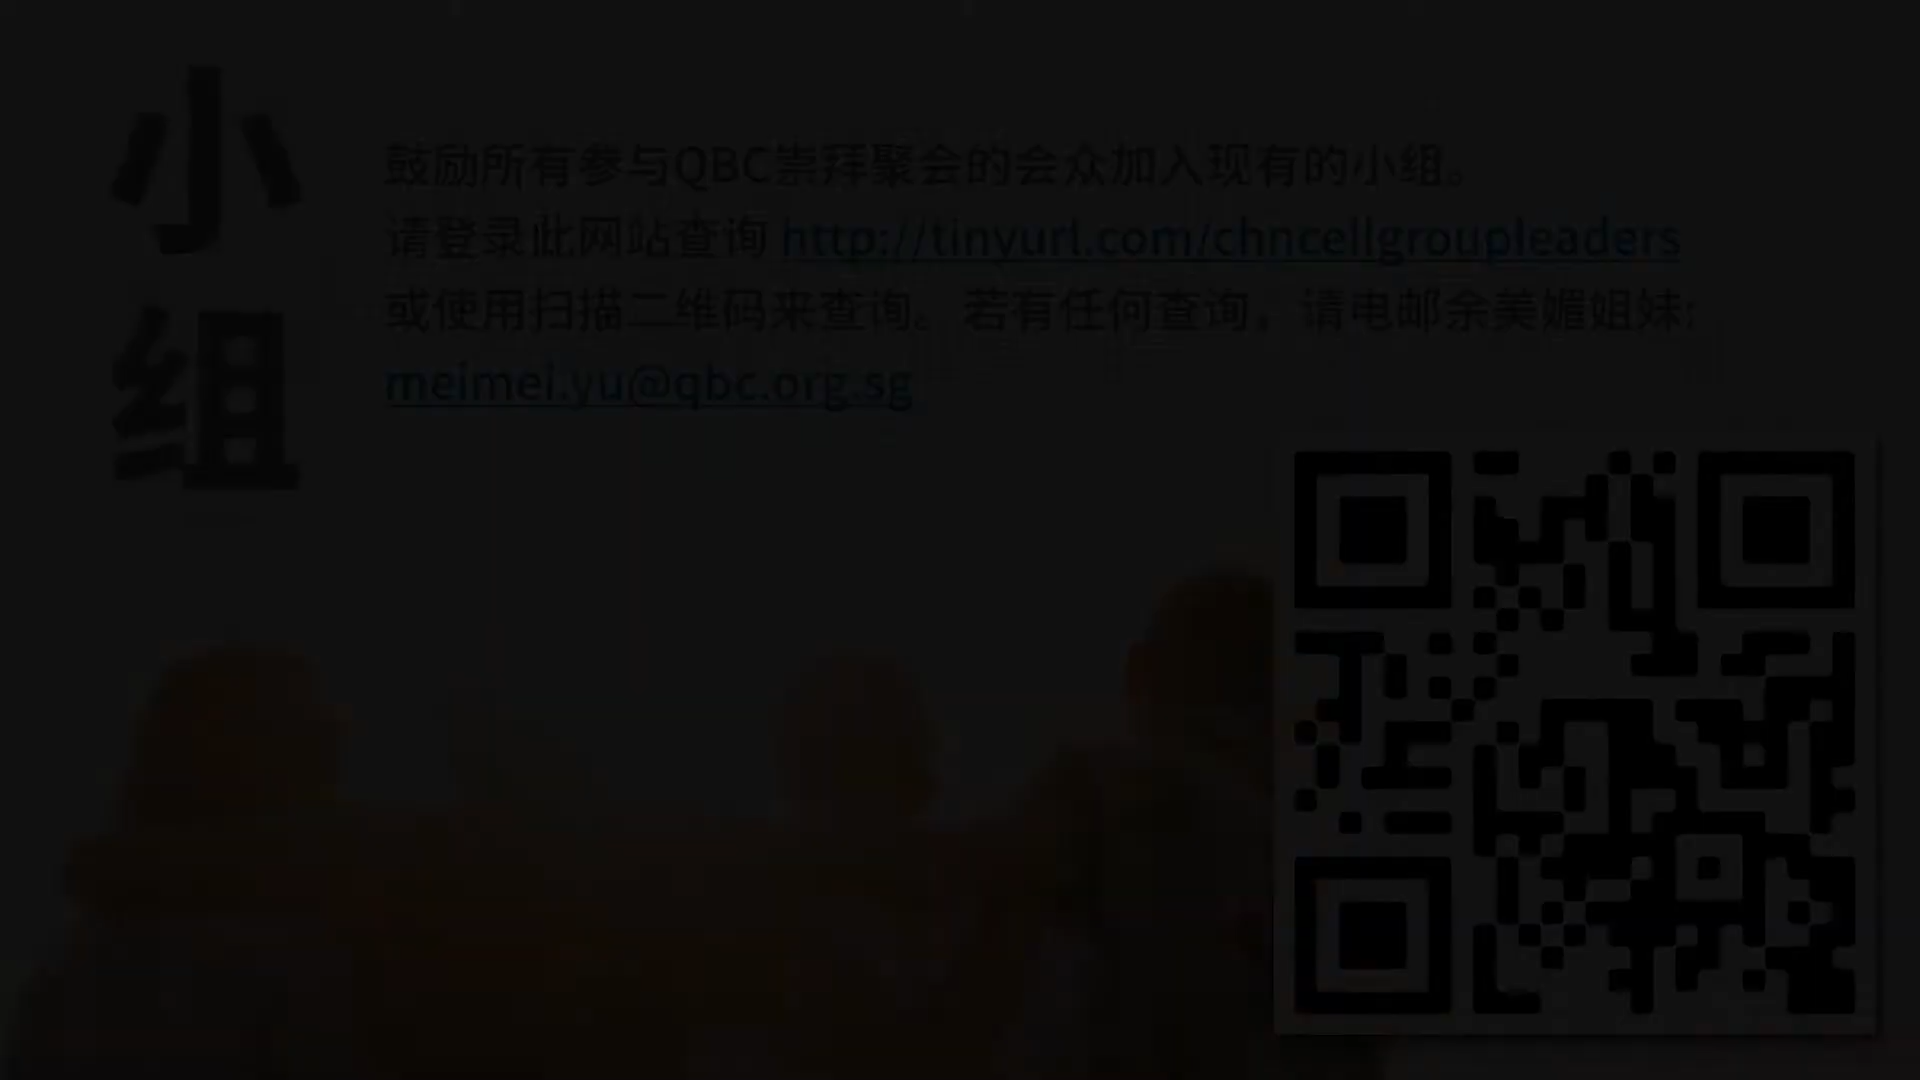 小组
鼓励所有参与QBC崇拜聚会的会众加入现有的小组。
请登录此网站查询 http://tinyurl.com/chncellgroupleaders
或使用扫描二维码来查询。若有任何查询，请电邮余美媚姐妹:
meimei.yu@qbc.org.sg